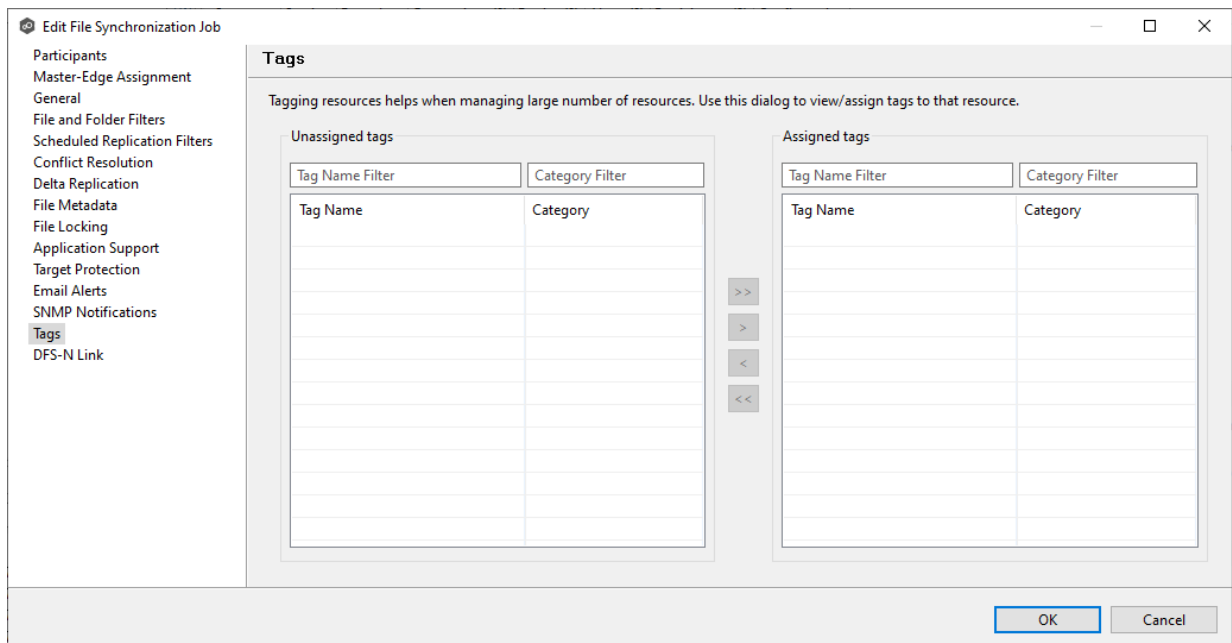 Edit File Synchronization Job
Participants
Master-Edge Assignment
General
File and Folder Filters
Scheduled Replication Filters
Conflict Resolution
Delta Replication
File Metadata
File Locking
Application Support
Target Protection
Email Alerts
SNMP Notifications
Tags
DFS-N Link
Tags
Tagging resources helps when managing large number of resources. Use this dialog to view/assign tags to that resource.
Unassigned tags
Tag Name Filter
Category Filter
Tag Name
Category
>>
>
<
<<
Assigned tags
Tag Name Filter
Category Filter
Tag Name
Category
OK
Cancel